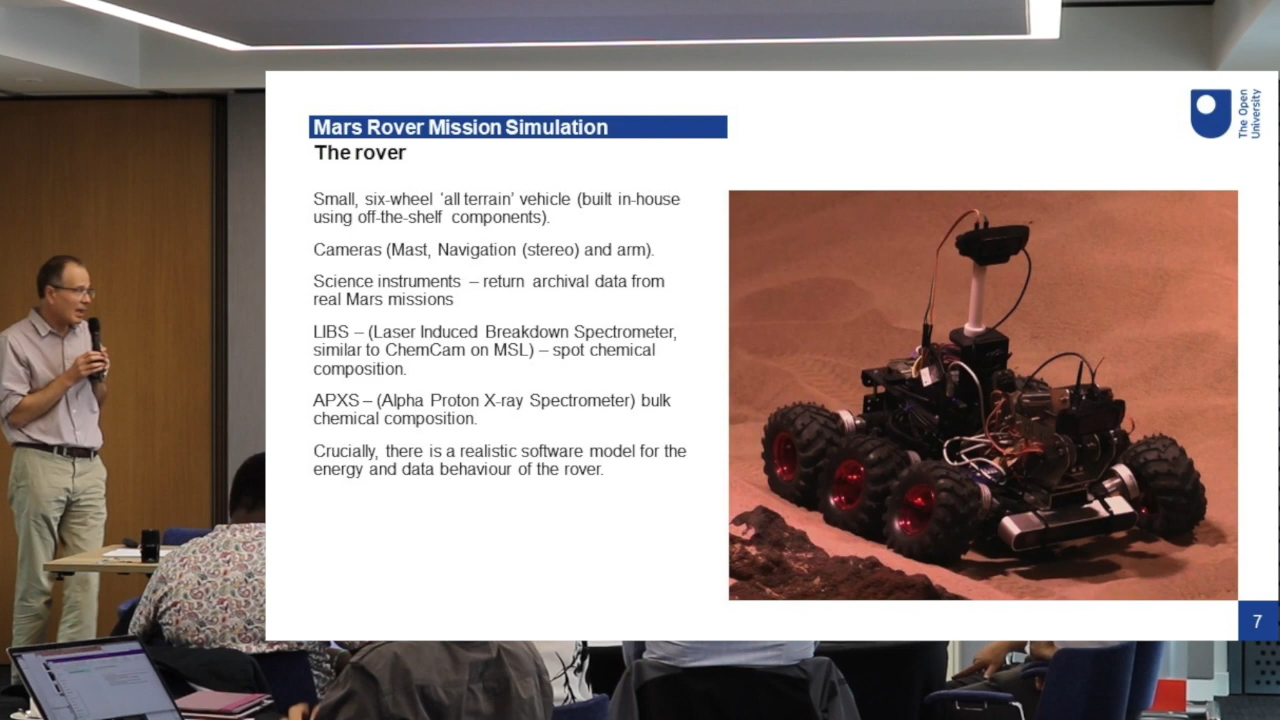 Mars Rover Mission Simulation
The rover
The Open
University
Small, six-wheel ‘all terrain’ vehicle (built in-house
using off-the-shelf components).
Cameras (Mast, Navigation (stereo) and arm).
Science instruments – return archival data from
real Mars missions
LIBS – (Laser Induced Breakdown Spectrometer,
similar to ChemCam on MSL) – spot chemical
composition.
APXS – (Alpha Proton X-ray Spectrometer) bulk
chemical composition.
Crucially, there is a realistic software model for the
energy and data behaviour of the rover.
7